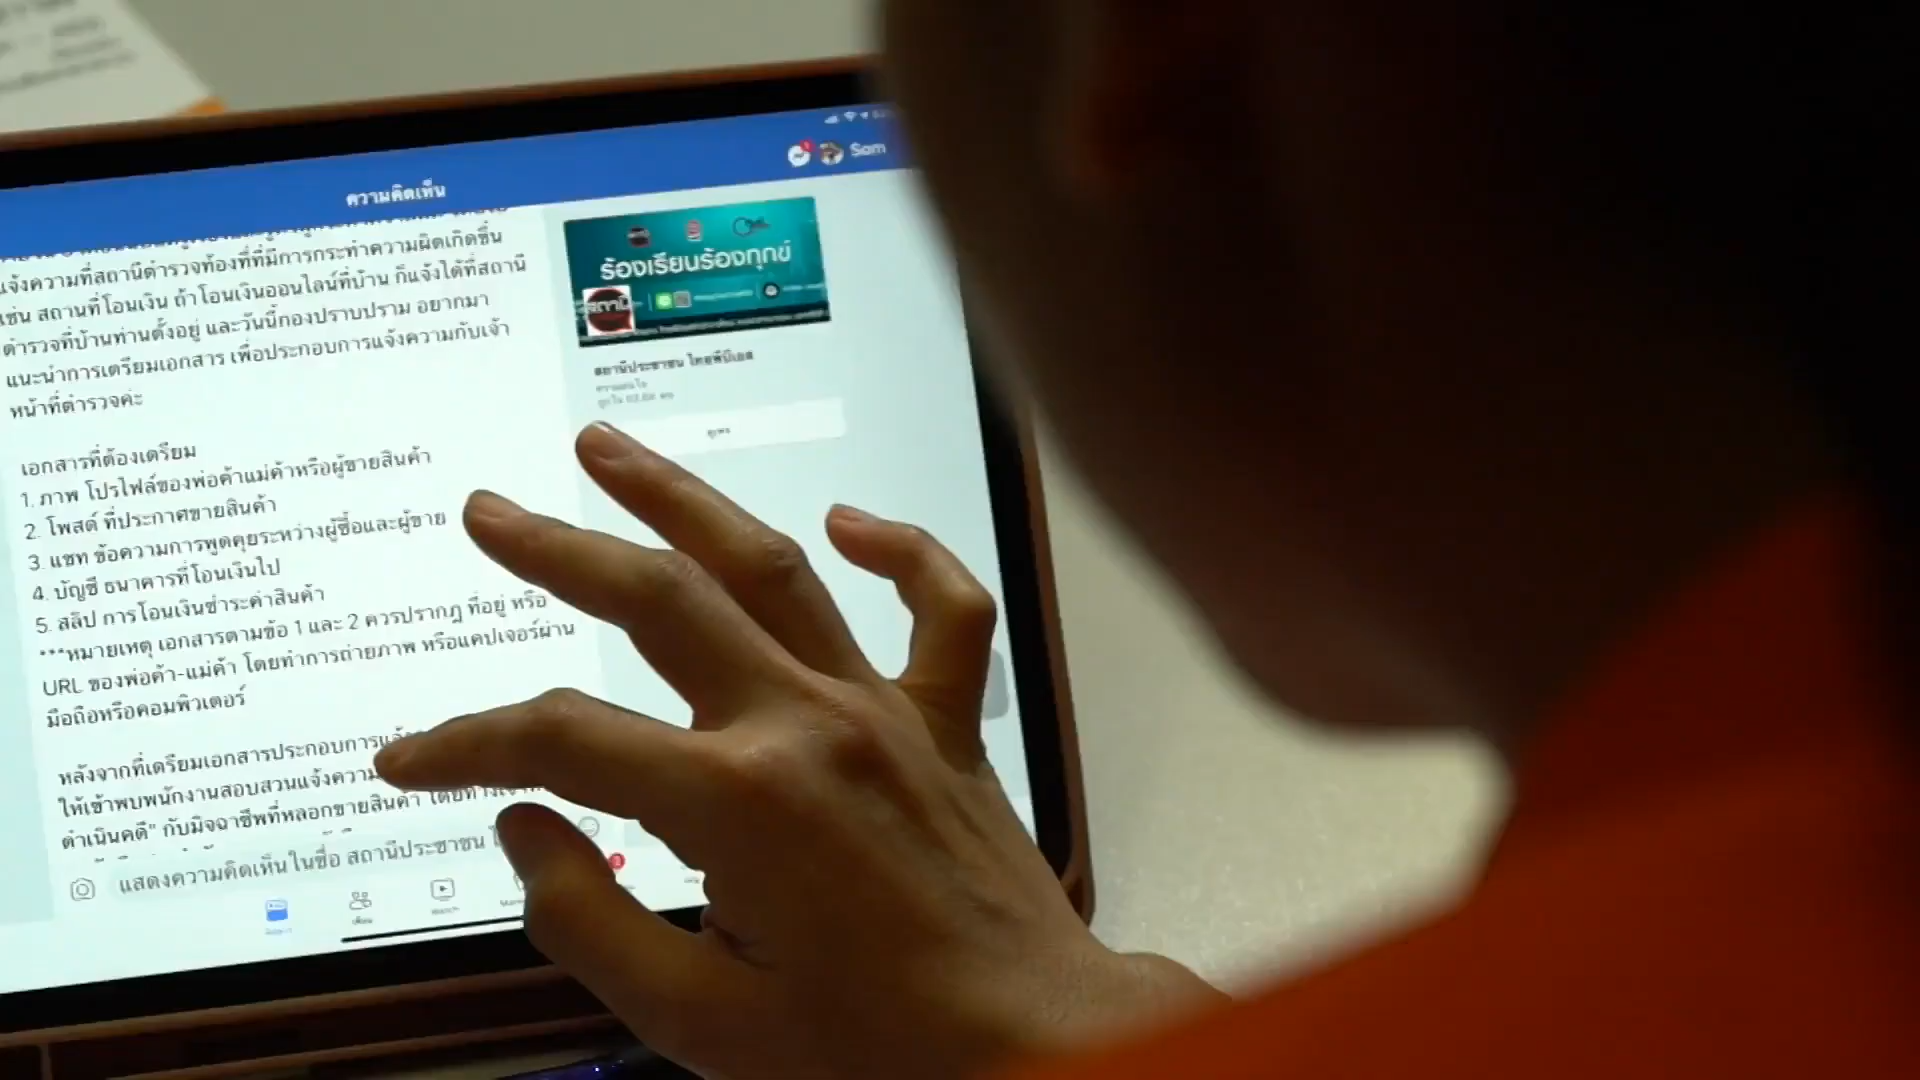 Sam
ความคิดเห็น
แจ้งความที่สถานีตำรวจท้องที่ที่มีการกระทำความผิดเกิดขึ้น
เช่น สถานที่โอนเงิน ถ้าโอนเงินออนไลน์ที่บ้าน ก็แจ้งได้ที่สถานี
ตำรวจที่บ้านท่านตั้งอยู่ และวันนี้กองปราบปราม อยากมา
แนะนำการเตรียมเอกสาร เพื่อประกอบการแจ้งความกับเจ้า
หน้าที่ตำรวจค่ะ
เอกสารที่ต้องเตรียม
1. ภาพ โปรไฟล์ของพ่อค้าแม่ค้าหรือผู้ขายสินค้า
2. โพสต์ ที่ประกาศขายสินค้า
3. แชท ข้อความการพูดคุยระหว่างผู้ซื้อและผู้ขาย
4. บัญชี ธนาคารที่โอนเงินไป
5. สลิป การโอนเงินชำระค่าสินค้า
***หมายเหตุ เอกสารตามข้อ 1 และ 2 ควรปรากฎ ที่อยู่ หรือ
URL ของพ่อค้า-แม่ค้า โดยทำการถ่ายภาพ หรือแคปเจอร์ผ่าน
มือถือหรือคอมพิวเตอร์
หลังจากที่เตรียมเอกสารประกอบการแจ้ง
ให้เข้าพบพนักงานสอบสวนแจ้งความ
ดำเนินคดี" กับมิจฉาชีพที่หลอกขายสินค้า
แสดงความคิดเห็นในชื่อ สถานีประชาชน
ร้องเรียนร้องทุกข์
สถานี
สถานีประชาชน ไทยพีบีเอส